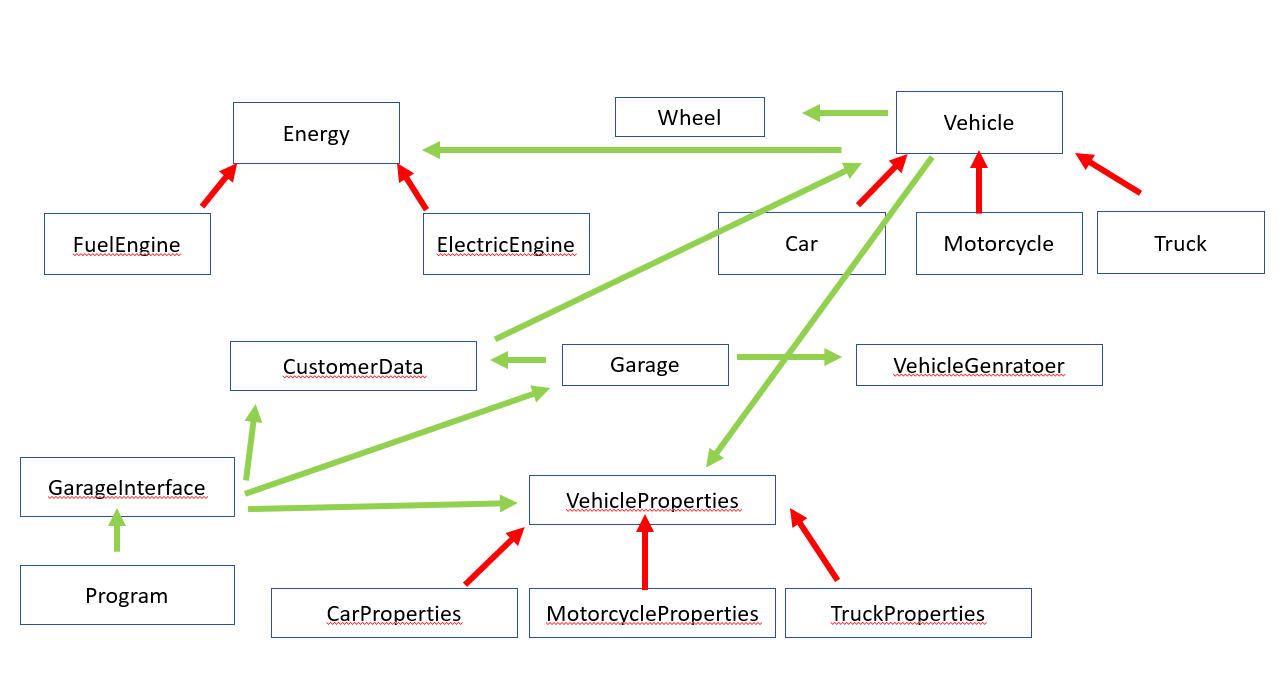 Wheel
Vehicle
Energy
FuelEngine
ElectricEngine
Car
Motorcycle
Truck
CustomerData
Garage
VehicleGenratoer
GarageInterface
VehicleProperties
Program
CarProperties
MotorcycleProperties
TruckProperties